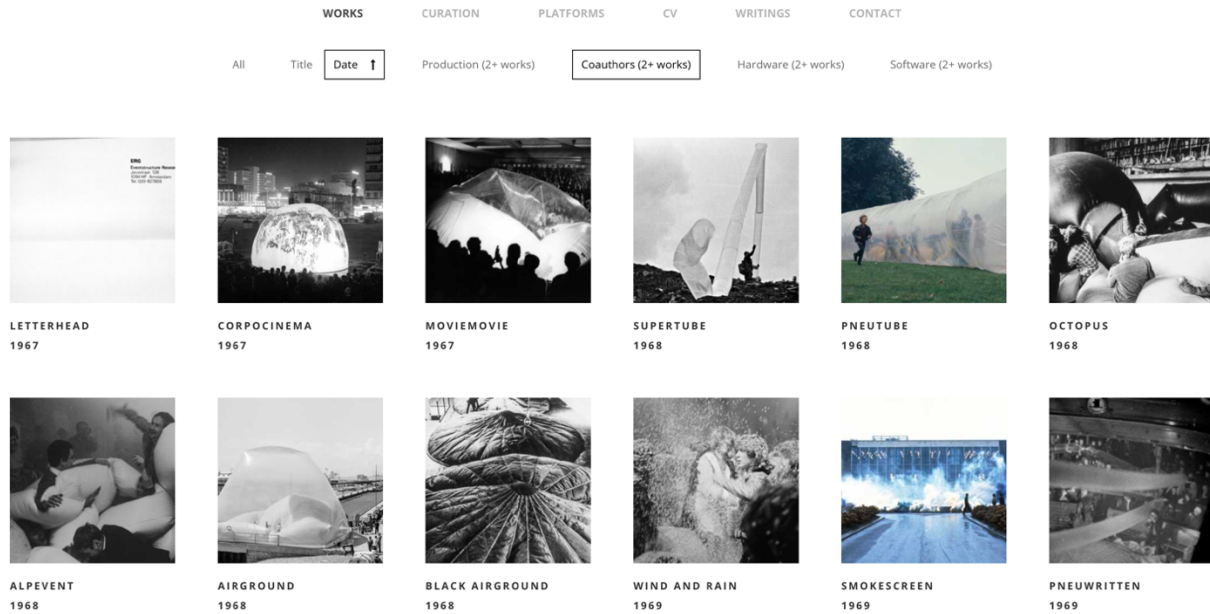 WORKS CURATION PLATFORMS CV WRITINGS CONTACT
All Title Date ↑ Production (2+ works) Coauthors (2+ works) Hardware (2+ works) Software (2+ works)
ERG
LETTERHEAD
1967
CORPOCINEMA
1967
MOVIEMOVIE
1967
SUPERTUBE
1968
PNEUTUBE
1968
OCTOPUS
1968
ALPEVENT
1968
AIRGROUND
1968
BLACK AIRGROUND
1968
WIND AND RAIN
1969
SMOKESCREEN
1969
PNEUWRITTEN
1969